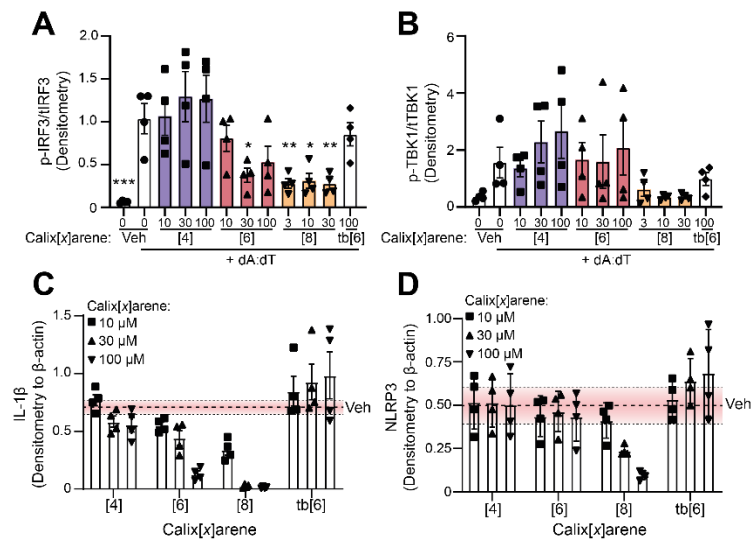 A
p-IRF3/tIRF3
(Densitometry)
2.0
1.5
1.0
0.5
0
***
*
**
*
**
0 0 10 30 100 10 30 100 3 10 30 100
Calix[x]arene: Veh [4] [6] [8] tb[6]
+ dA:dT
B
p-TBK1/tTBK1
(Densitometry)
6
4
2
0
0 0 10 30 100 10 30 100 3 10 30 100
Calix[x]arene: Veh [4] [6] [8] tb[6]
+ dA:dT
C
Calix[x]arene:
10 µM
30 µM
100 µM
IL-1β
(Densitometry to β-actin)
1.5
1.0
0.5
0
Veh
[4] [6] [8] tb[6]
Calix[x]arene
D
Calix[x]arene:
10 µM
30 µM
100 µM
NLRP3
(Densitometry to β-actin)
1.00
0.75
0.50
0.25
0.00
Veh
[4] [6] [8] tb[6]
Calix[x]arene